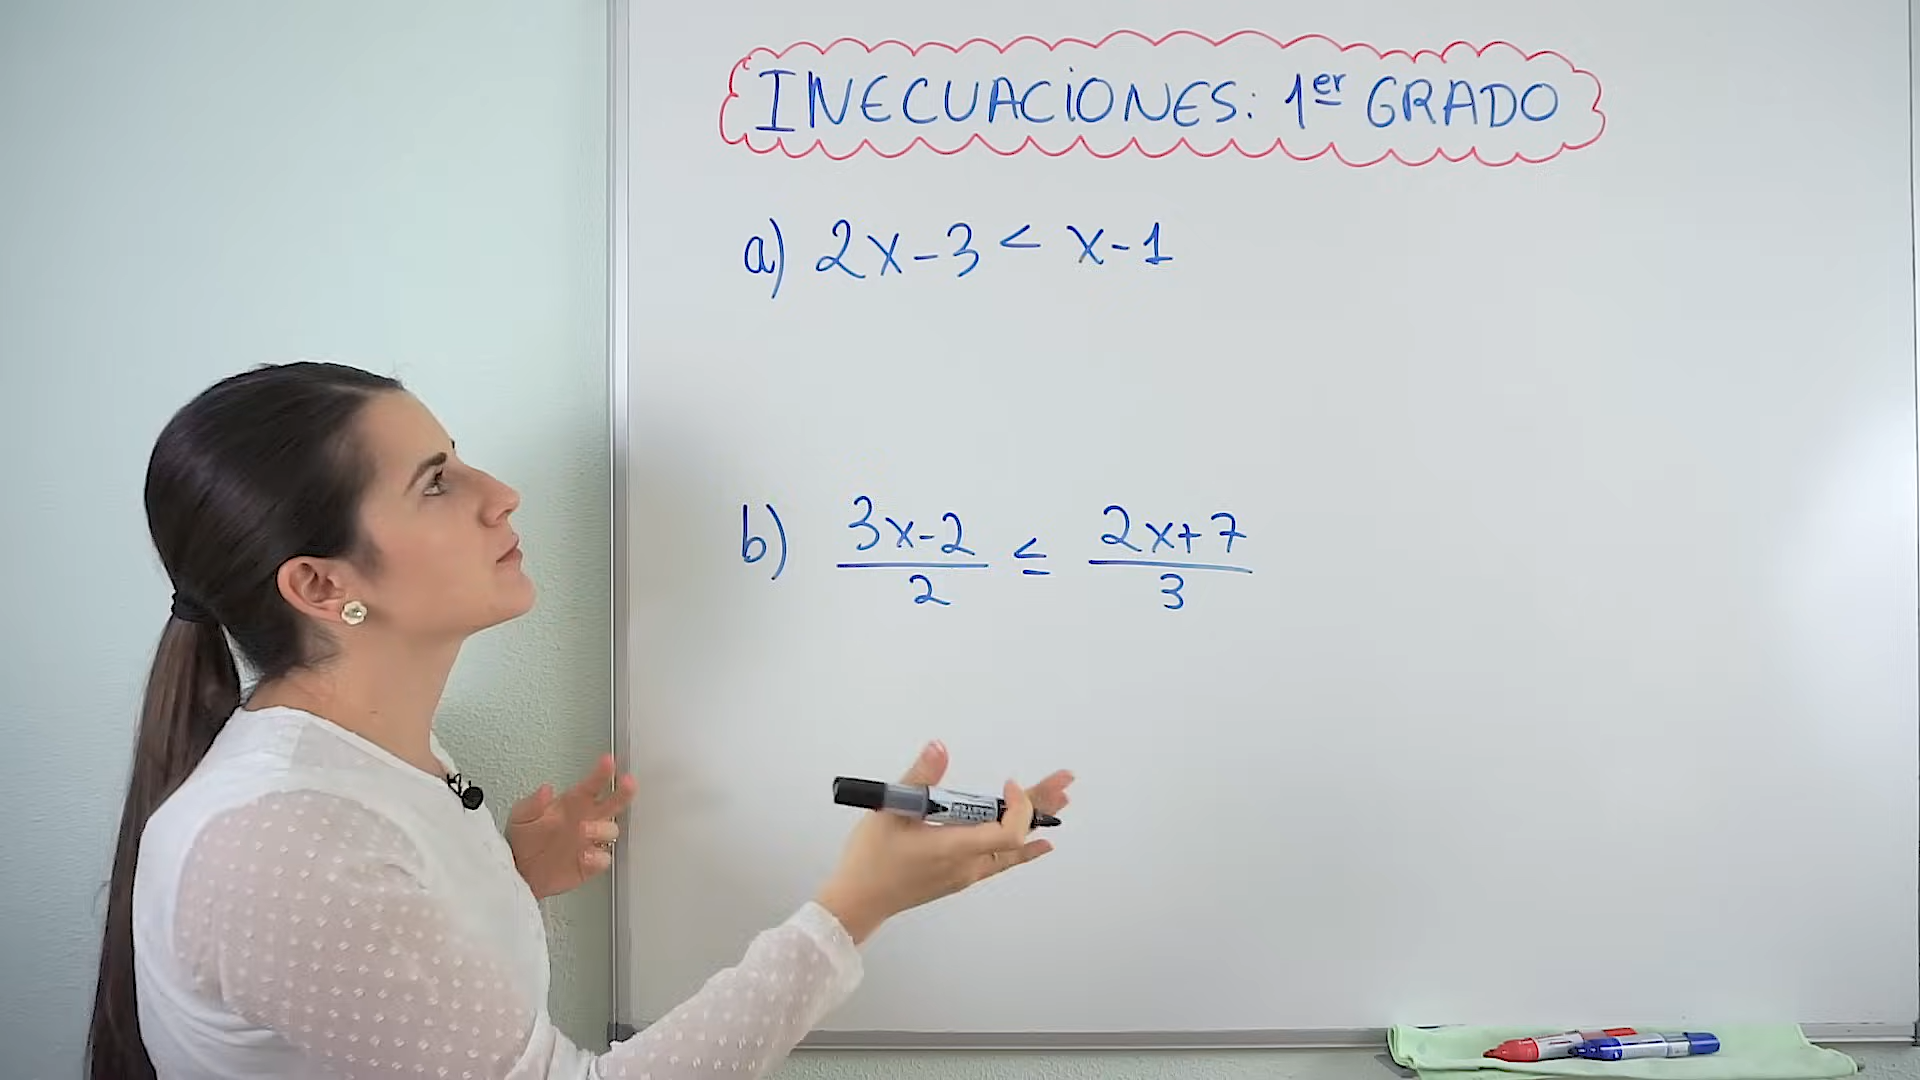 INECUACIONES: 1er GRADO
a) 2x-3 < x-1
b) 3x-2/2 ≤ 2x+7/3